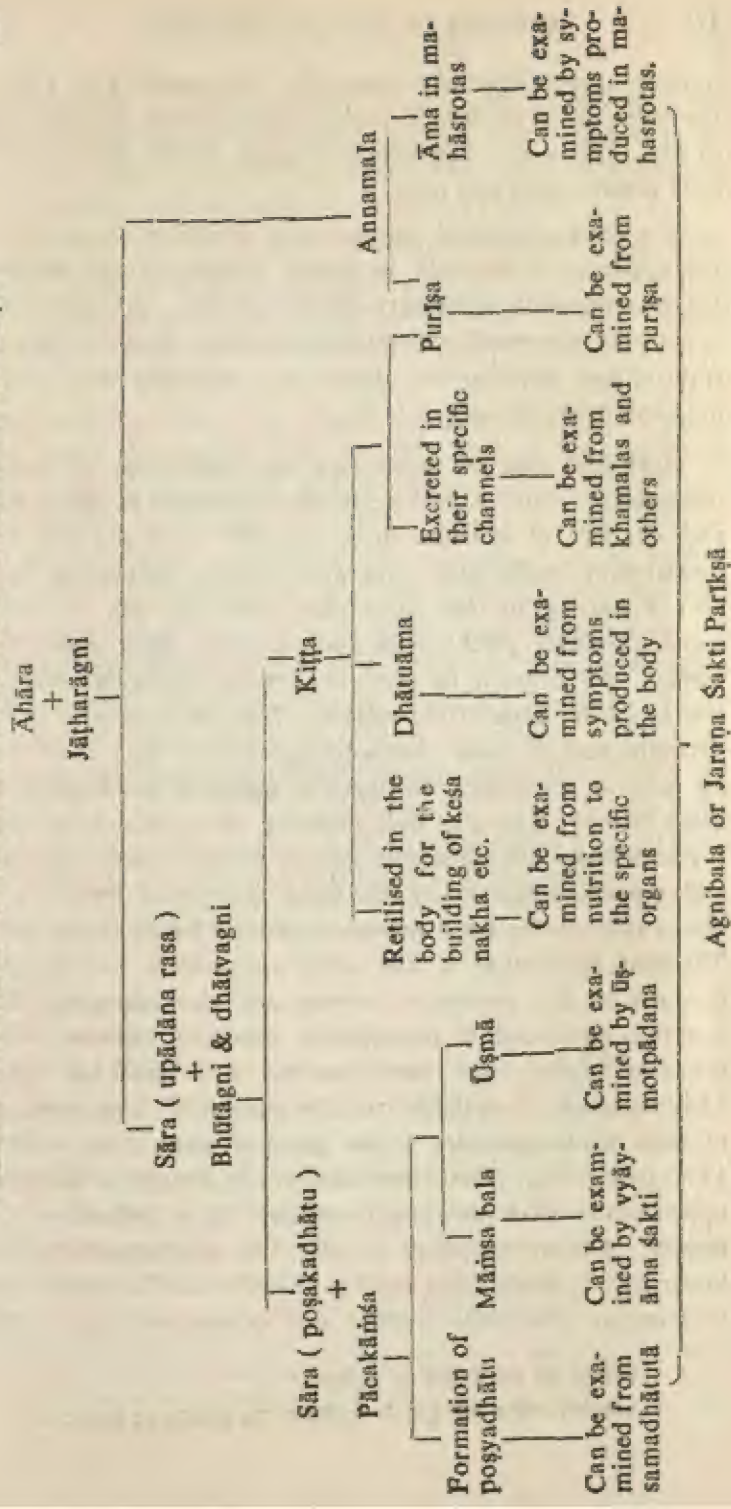 Āhāra
+
Jāṭharāgni
Sāra ( upādāna rasa )
+
Bhūtāgni & dhātvagni
Annamala
Sāra ( poṣakadhātu )
+
Pācakāṁśa
Kiṭṭa
Purīṣa
Āma in ma-
hāsrotas
Formation of
poṣyadhātu
Māṁsa bala
Ūṣmā
Retilised in the
body for the
building of keśa
nakha etc.
Dhātuāma
Excreted in
their specific
channels
Can be exa-
mined from
samadhātutā
Can be exam-
ined by vyāy-
āma śakti
Can be exa-
mined by ūṣ-
motpādana
Can be exa-
mined from
nutrition to
the specific
organs
Can be exa-
mined from
symptoms
produced in
the body
Can be exa-
mined from
khamalas and
others
Can be exa-
mined from
purīṣa
Can be exa-
mined by sy-
mptoms pro-
duced in ma-
hasrotas.
Agnibala or Jaraṇa Śakti Parīkṣā